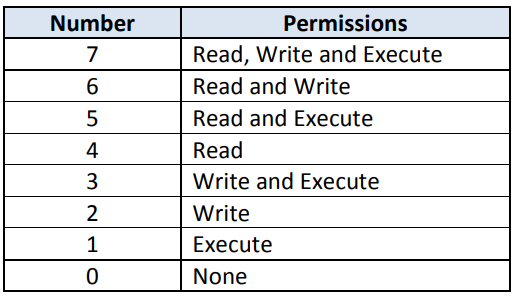 Number Permissions
7 Read, Write and Execute
6 Read and Write
5 Read and Execute
4 Read
3 Write and Execute
2 Write
1 Execute
0 None